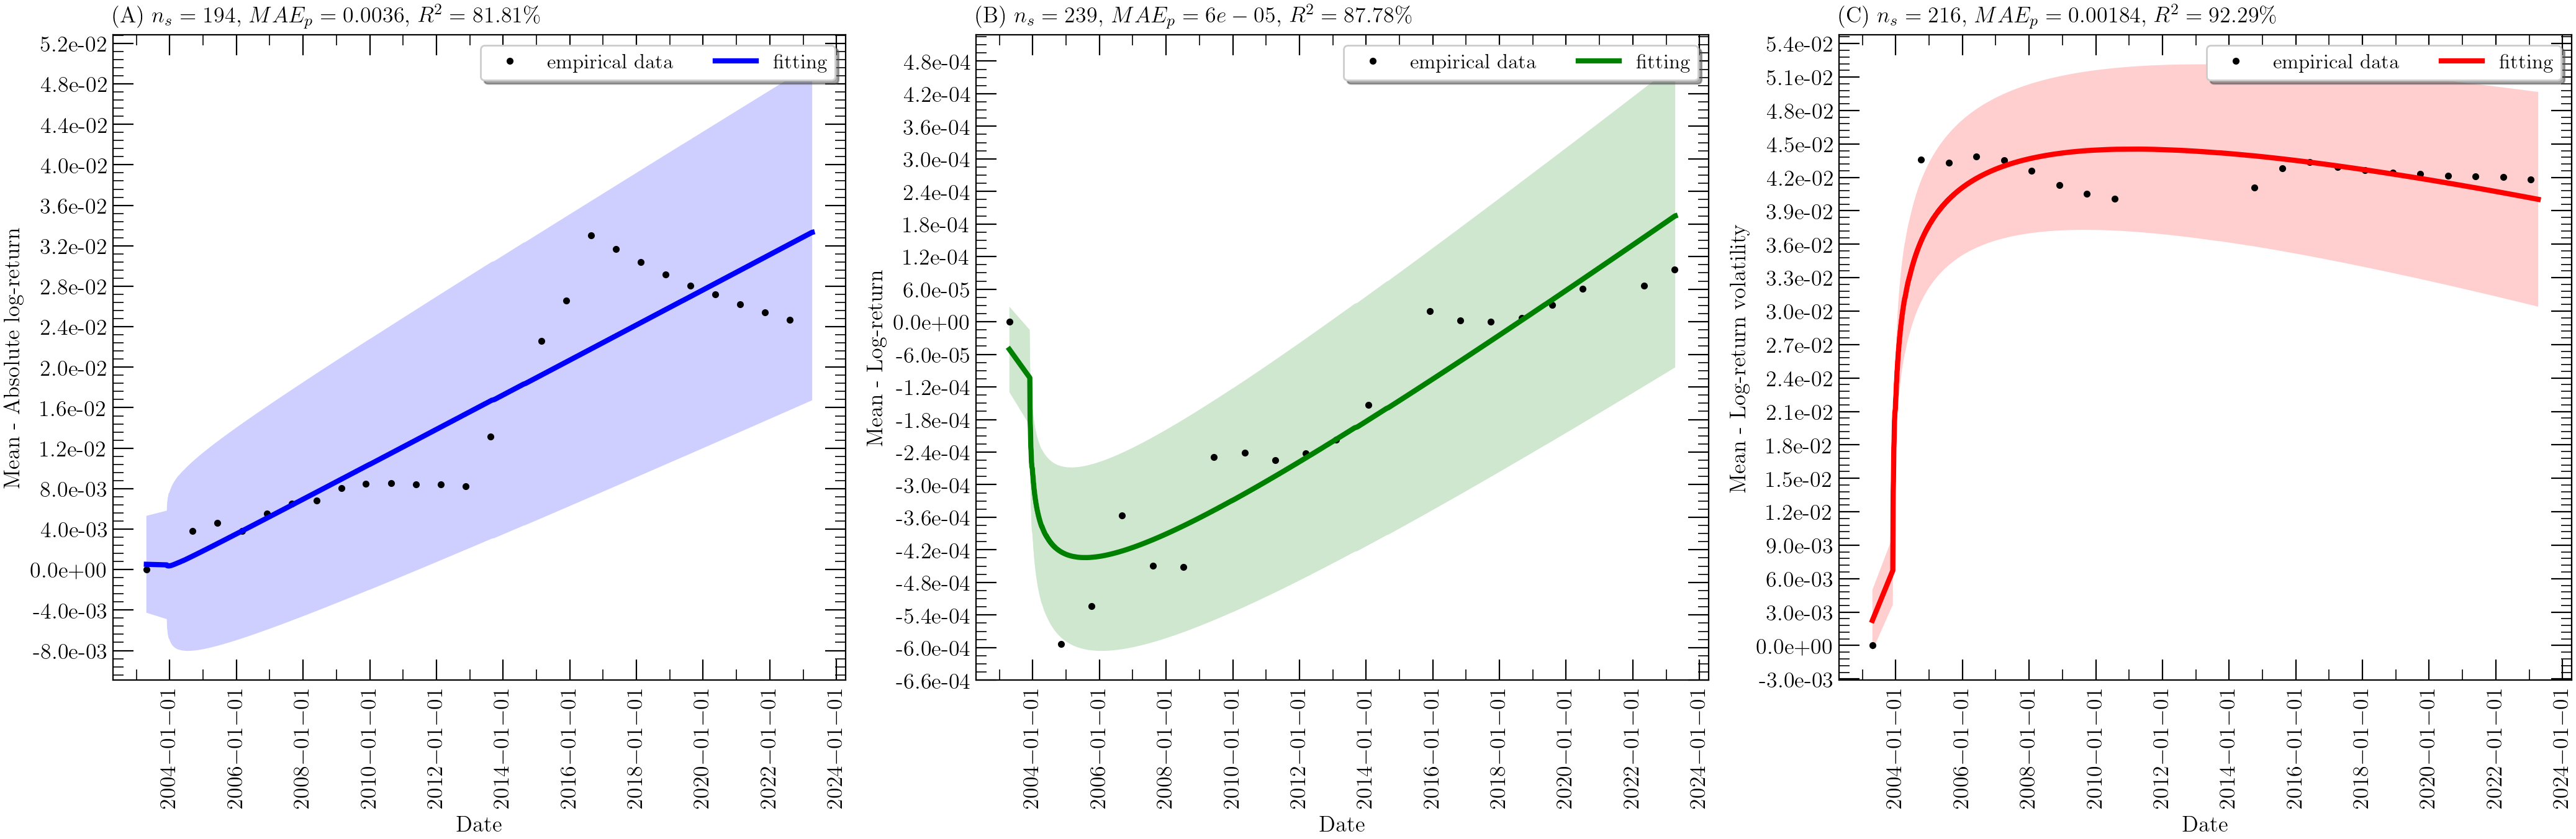 (A) n_s = 194, MAE_p = 0.0036, R² = 81.81%
5.2e-02
4.8e-02
4.4e-02
4.0e-02
3.6e-02
3.2e-02
2.8e-02
2.4e-02
2.0e-02
1.6e-02
1.2e-02
8.0e-03
4.0e-03
0.0e+00
-4.0e-03
-8.0e-03
Mean - Absolute log-return
empirical data
fitting
2004−01−01
2006−01−01
2008−01−01
2010−01−01
2012−01−01
2014−01−01
2016−01−01
2018−01−01
2020−01−01
2022−01−01
2024−01−01
Date
(B) n_s = 239, MAE_p = 6e − 05, R² = 87.78%
4.8e-04
4.2e-04
3.6e-04
3.0e-04
2.4e-04
1.8e-04
1.2e-04
6.0e-05
0.0e+00
-6.0e-05
-1.2e-04
-1.8e-04
-2.4e-04
-3.0e-04
-3.6e-04
-4.2e-04
-4.8e-04
-5.4e-04
-6.0e-04
-6.6e-04
Mean - Log-return
empirical data
fitting
2004−01−01
2006−01−01
2008−01−01
2010−01−01
2012−01−01
2014−01−01
2016−01−01
2018−01−01
2020−01−01
2022−01−01
2024−01−01
Date
(C) n_s = 216, MAE_p = 0.00184, R² = 92.29%
5.4e-02
5.1e-02
4.8e-02
4.5e-02
4.2e-02
3.9e-02
3.6e-02
3.3e-02
3.0e-02
2.7e-02
2.4e-02
2.1e-02
1.8e-02
1.5e-02
1.2e-02
9.0e-03
6.0e-03
3.0e-03
0.0e+00
-3.0e-03
Mean - Log-return volatility
empirical data
fitting
2004−01−01
2006−01−01
2008−01−01
2010−01−01
2012−01−01
2014−01−01
2016−01−01
2018−01−01
2020−01−01
2022−01−01
2024−01−01
Date